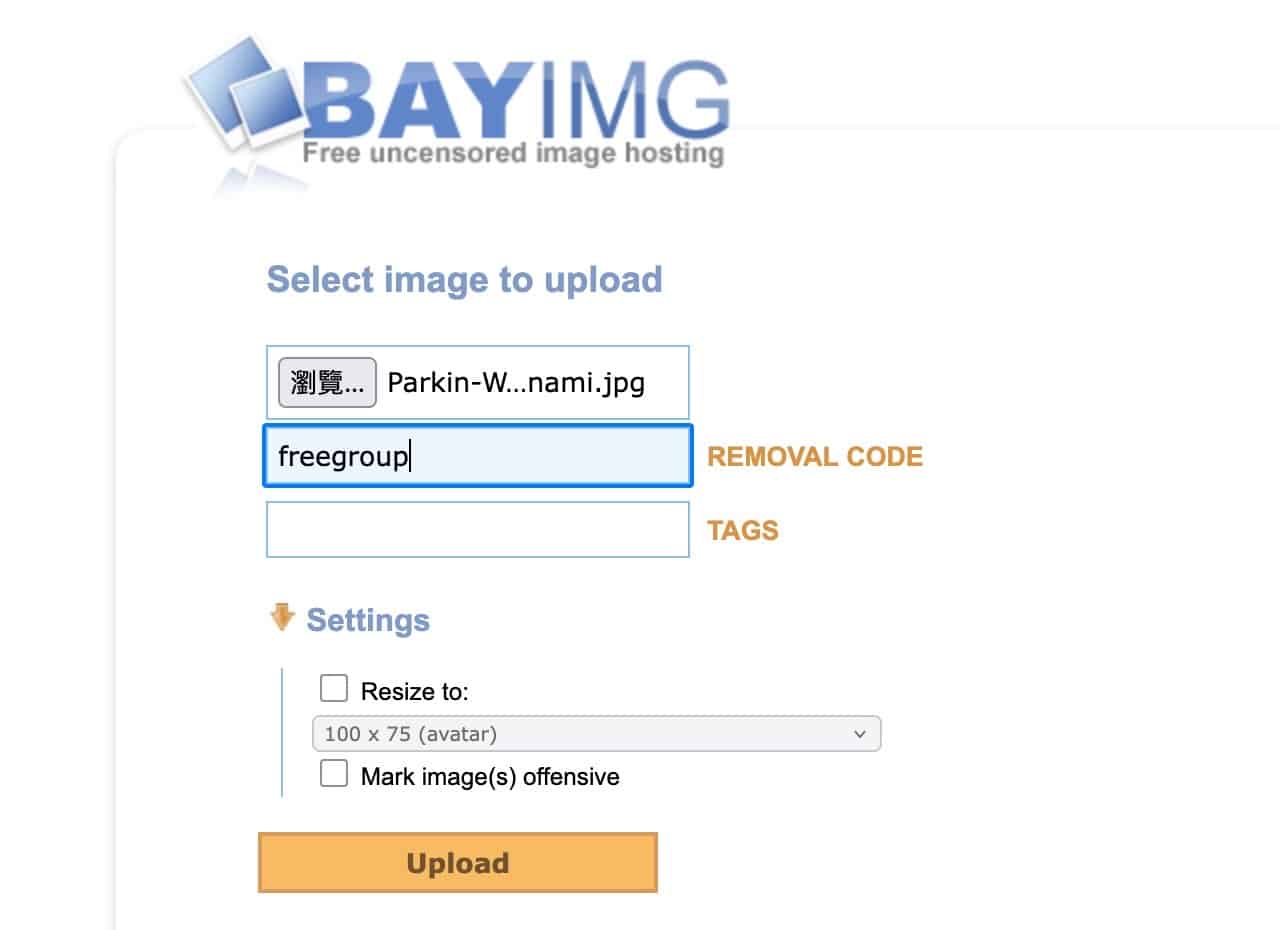 BAYIMG
Free uncensored image hosting
Select image to upload
瀏覽... Parkin-W...nami.jpg
freegroup REMOVAL CODE
TAGS
Settings
Resize to:
100 x 75 (avatar)
Mark image(s) offensive
Upload